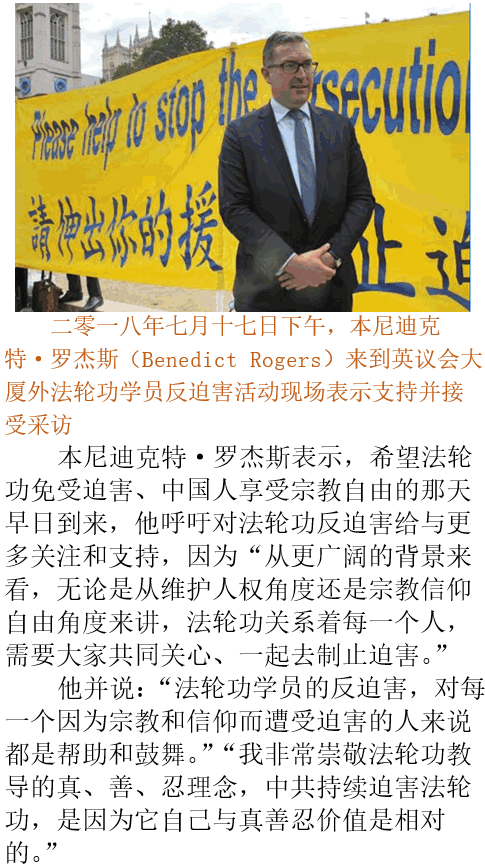 Please help to stop the persecution
請伸出你的援
止迫
二零一八年七月十七日下午，本尼迪克
特·罗杰斯（Benedict Rogers）来到英议会大
厦外法轮功学员反迫害活动现场表示支持并接
受采访
本尼迪克特·罗杰斯表示，希望法轮
功免受迫害、中国人享受宗教自由的那天
早日到来，他呼吁对法轮功反迫害给与更
多关注和支持，因为“从更广阔的背景来
看，无论是从维护人权角度还是宗教信仰
自由角度来讲，法轮功关系着每一个人，
需要大家共同关心、一起去制止迫害。”
他并说：“法轮功学员的反迫害，对每
一个因为宗教和信仰而遭受迫害的人来说
都是帮助和鼓舞。”“我非常崇敬法轮功教
导的真、善、忍理念，中共持续迫害法轮
功，是因为它自己与真善忍价值是相对
的。”